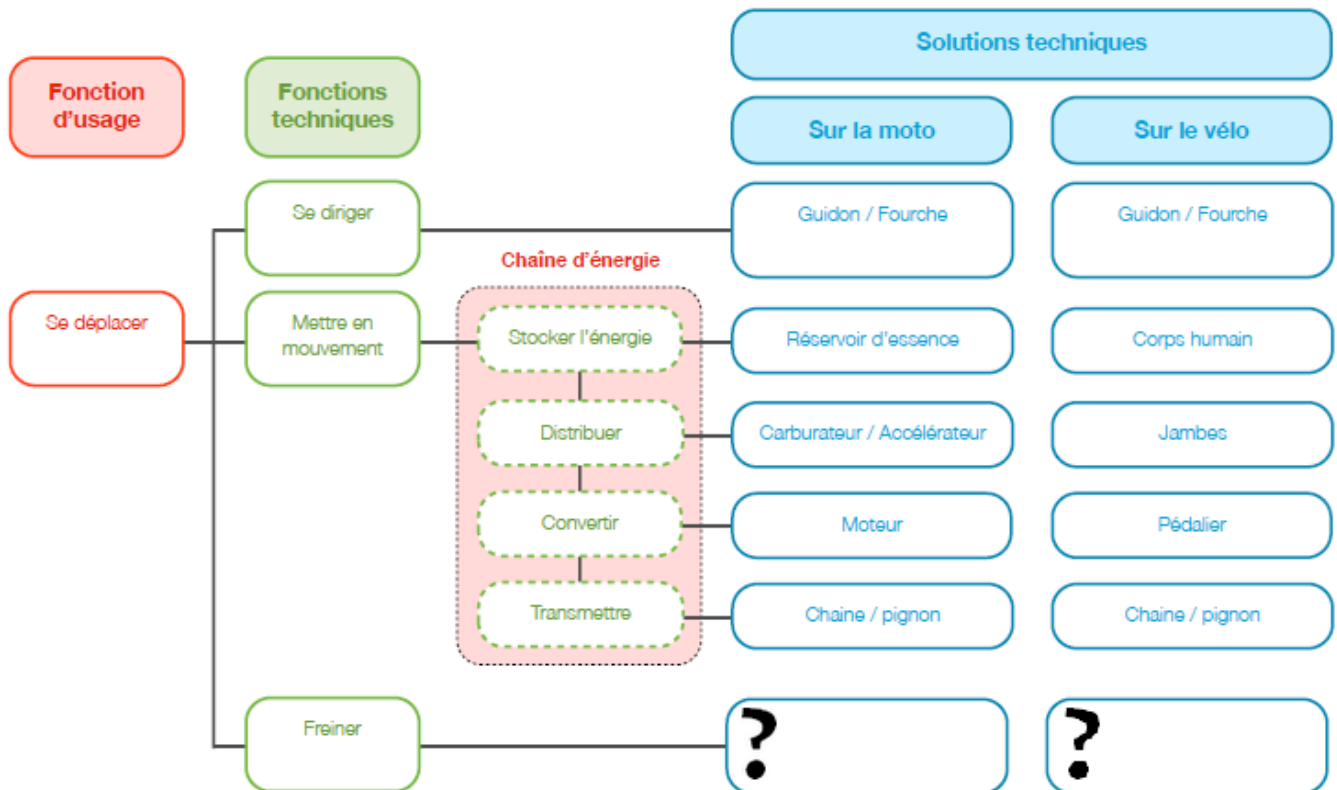 Solutions techniques
Fonction
d'usage
Fonctions
techniques
Sur la moto
Sur le vélo
Se diriger
Guidon / Fourche
Guidon / Fourche
Chaîne d'énergie
Se déplacer
Mettre en
mouvement
Stocker l'énergie
Réservoir d'essence
Corps humain
Distribuer
Carburateur / Accélérateur
Jambes
Convertir
Moteur
Pédalier
Transmettre
Chaine / pignon
Chaine / pignon
Freiner
?
?